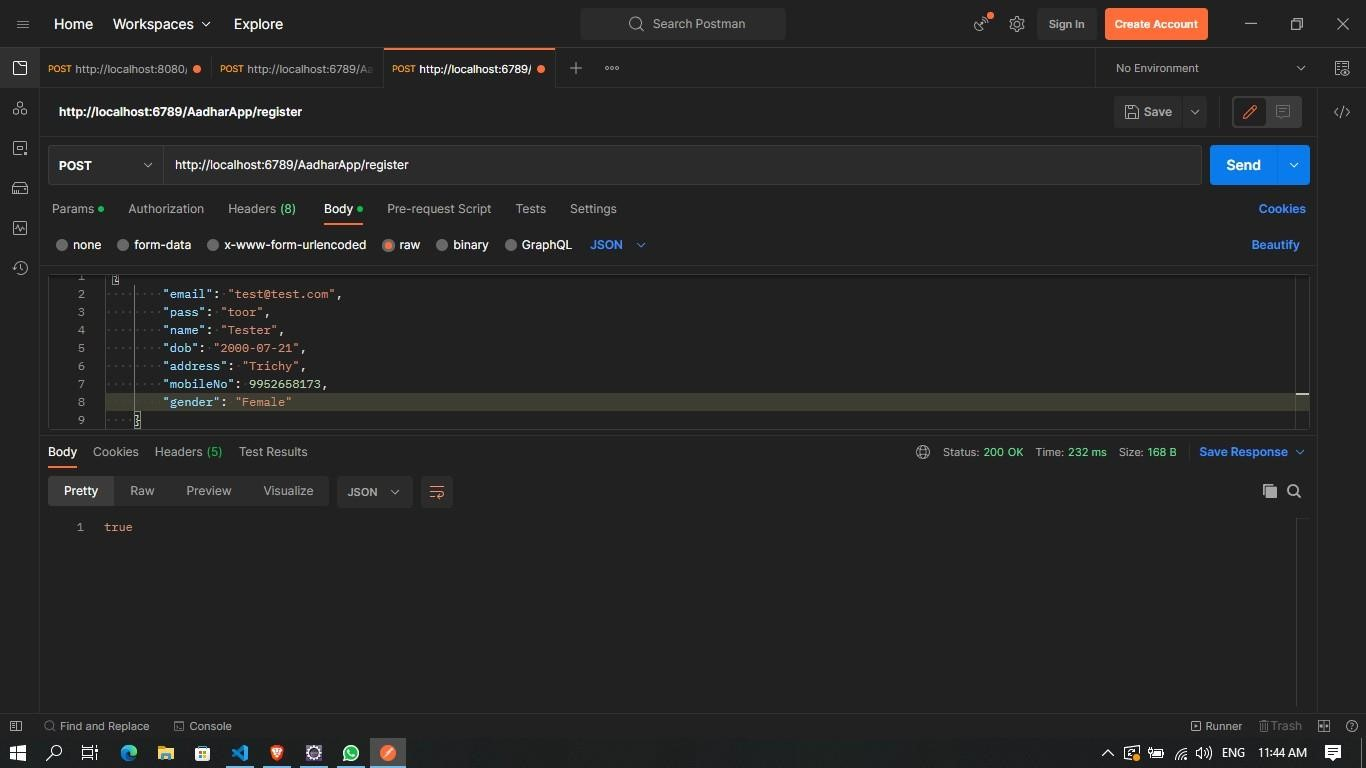 Home Workspaces Explore Search Postman Sign In Create Account
POST http://localhost:8080/ POST http://localhost:6789/Aa POST http://localhost:6789/ No Environment
http://localhost:6789/AadharApp/register Save
POST http://localhost:6789/AadharApp/register Send
Params Authorization Headers (8) Body Pre-request Script Tests Settings Cookies
none form-data x-www-form-urlencoded raw binary GraphQL JSON Beautify
1 {
2 "email": "test@test.com",
3 "pass": "toor",
4 "name": "Tester",
5 "dob": "2000-07-21",
6 "address": "Trichy",
7 "mobileNo": 9952658173,
8 "gender": "Female"
9 }
Body Cookies Headers (5) Test Results Status: 200 OK Time: 232 ms Size: 168 B Save Response
Pretty Raw Preview Visualize JSON
1 true
Find and Replace Console Runner Trash
ENG 11:44 AM